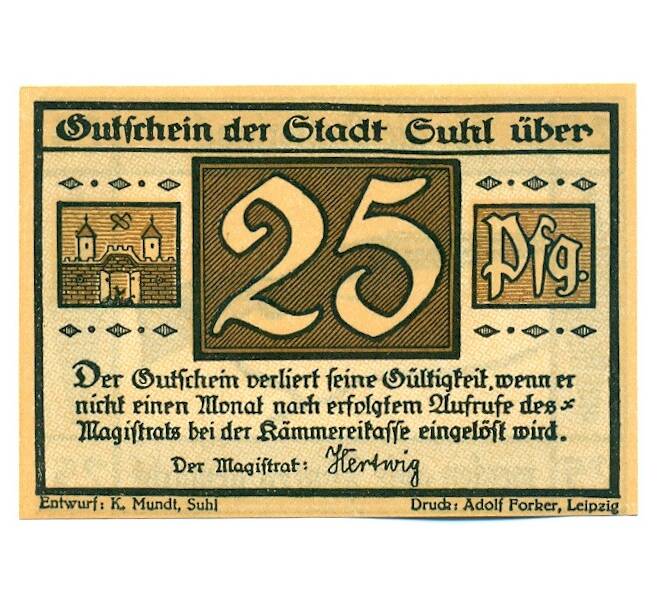 Gutschein der Stadt Suhl über
25
Pfg.
Der Gutschein verliert seine Gültigkeit, wenn er
nicht einen Monat nach erfolgtem Aufrufe des
Magistrats bei der Kämmereikasse eingelöst wird.
Der Magistrat: Hertwig
Entwurf: K. Mundt, Suhl
Druck: Adolf Forker, Leipzig